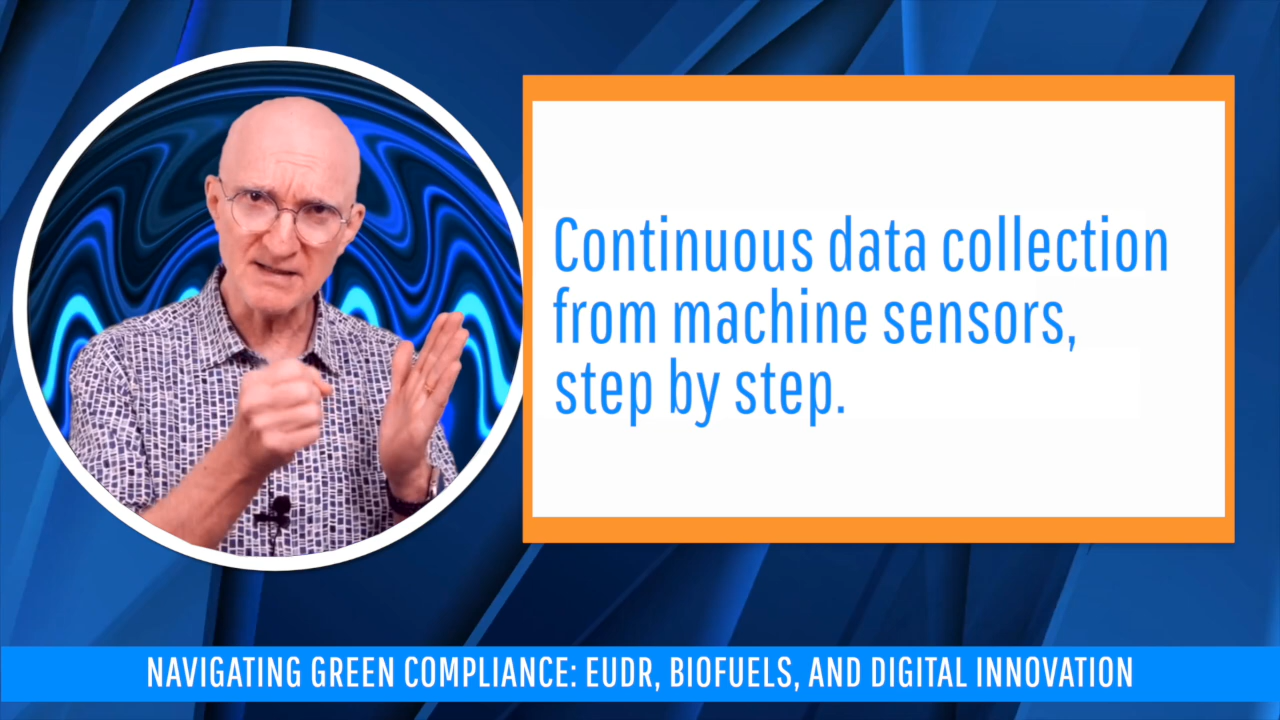 Continuous data collection
from machine sensors,
step by step.
NAVIGATING GREEN COMPLIANCE: EUDR, BIOFUELS, AND DIGITAL INNOVATION